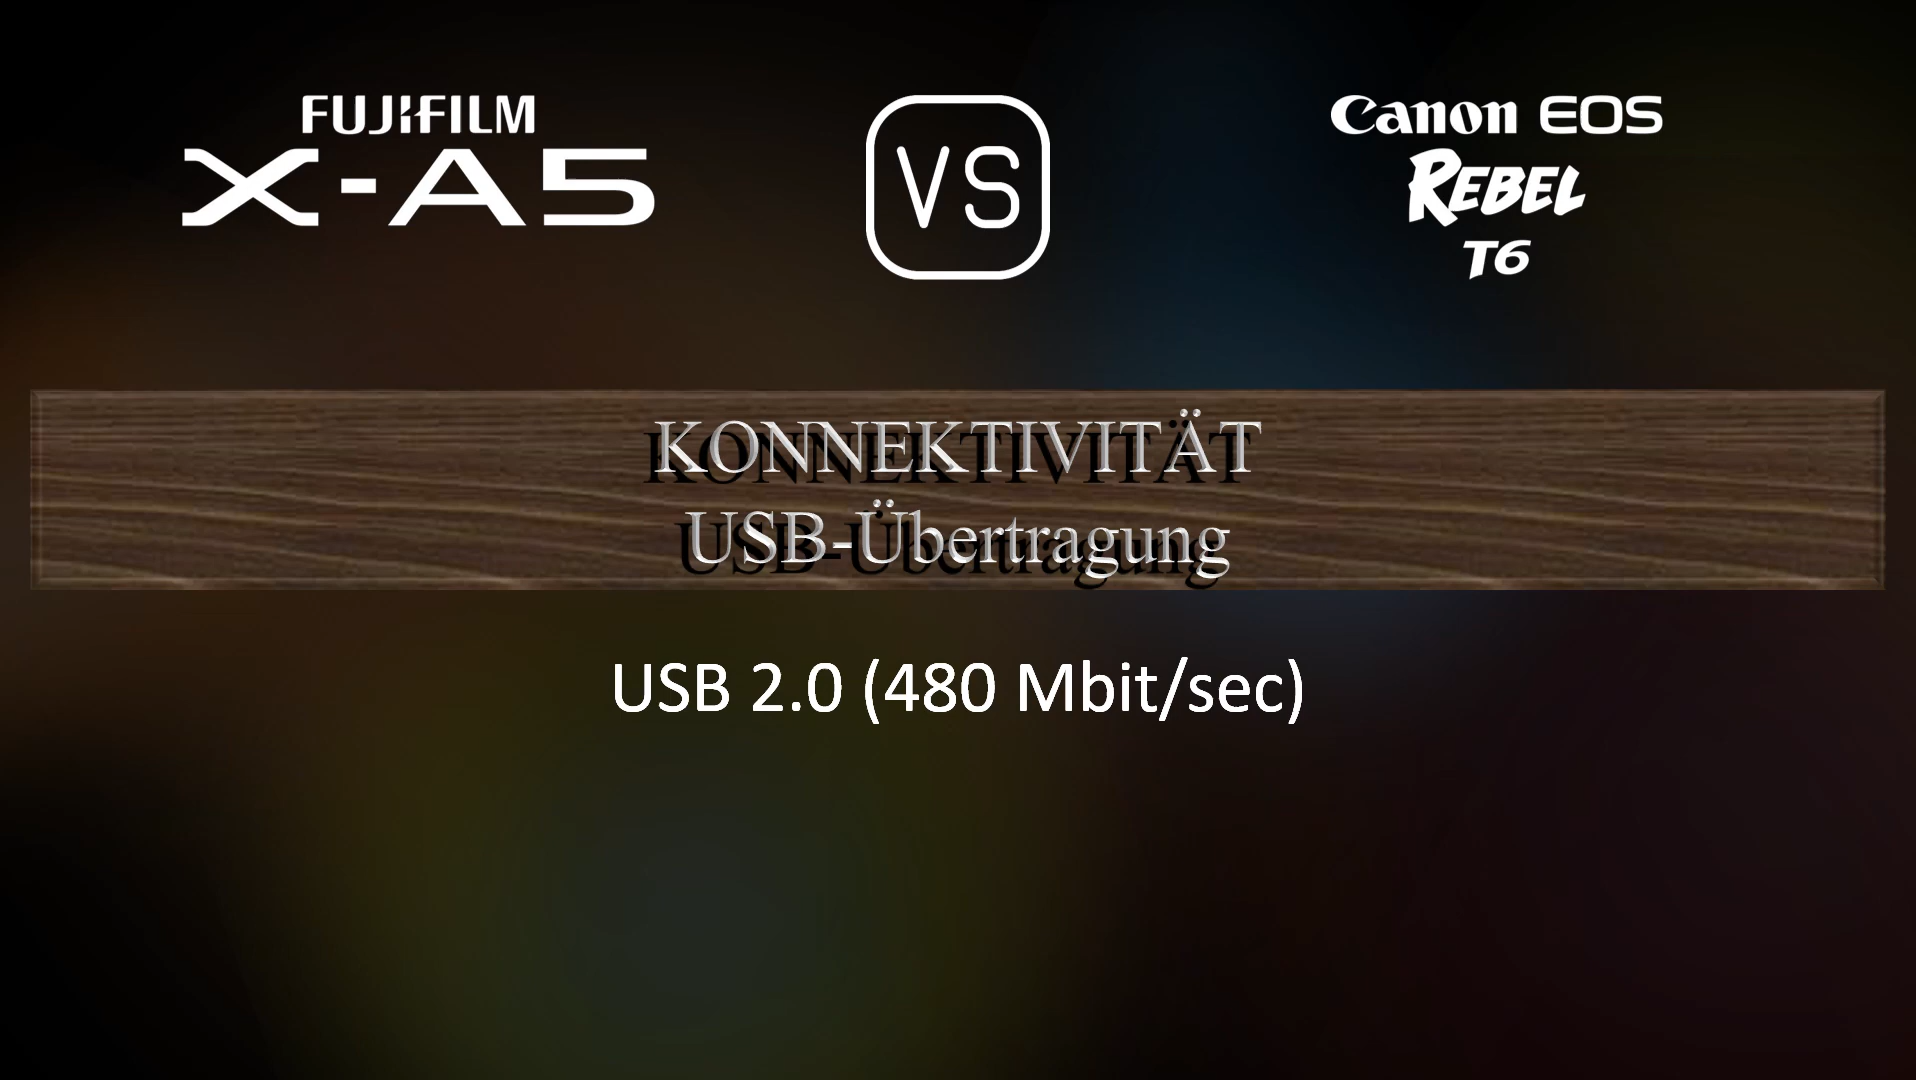 FUJIFILM
X-A5
VS
Canon EOS
REBEL
T6
KONNEKTIVITÄT
USB-Übertragung
USB 2.0 (480 Mbit/sec)